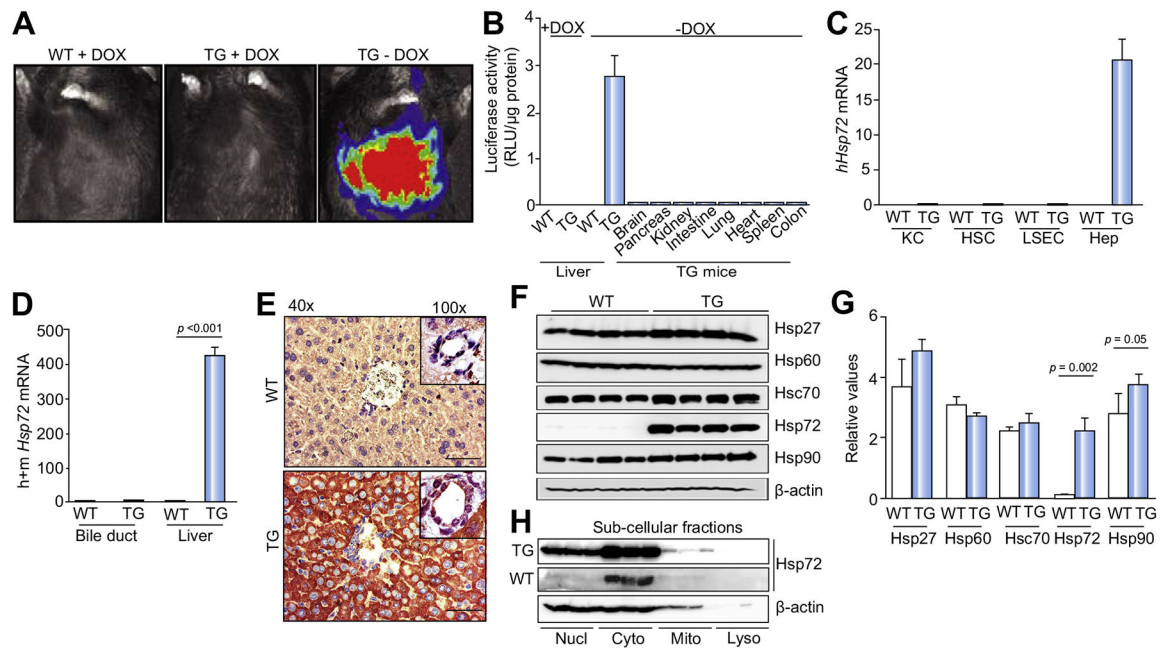 A
WT + DOX
TG + DOX
TG - DOX
B
+DOX
-DOX
Luciferase activity
(RLU/µg protein)
4
3
2
1
0
WT
TG
WT
TG
Brain
Pancreas
Kidney
Intestine
Lung
Heart
Spleen
Colon
Liver
TG mice
C
hHsp72 mRNA
25
20
15
10
5
0
WT TG
WT TG
WT TG
WT TG
KC
HSC
LSEC
Hep
D
h+m Hsp72 mRNA
500
400
300
200
100
0
p <0.001
WT TG
WT TG
Bile duct
Liver
E
40x
100x
WT
TG
F
WT
TG
Hsp27
Hsp60
Hsc70
Hsp72
Hsp90
β-actin
G
Relative values
6
4
2
0
p = 0.002
p = 0.05
WT TG
WT TG
WT TG
WT TG
WT TG
Hsp27
Hsp60
Hsc70
Hsp72
Hsp90
H
Sub-cellular fractions
TG
WT
Hsp72
β-actin
Nucl
Cyto
Mito
Lyso